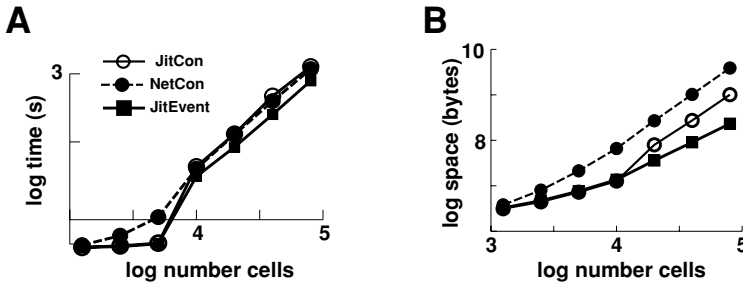 A
3
JitCon
NetCon
JitEvent
log time (s)
4
5
log number cells
B
10
8
log space (bytes)
3
4
5
log number cells